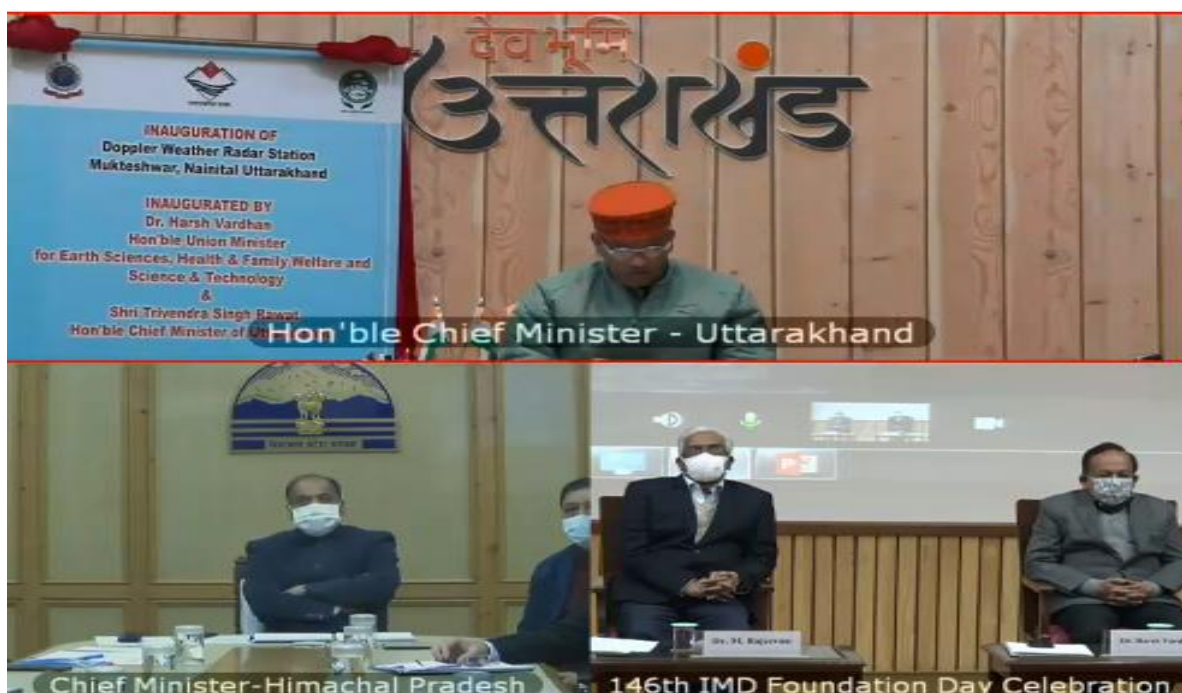 देव भूमि
उत्तराखंड
INAUGURATION OF
Doppler Weather Radar Station
Mukteshwar, Nainital Uttarakhand
INAUGURATED BY
Dr. Harsh Vardhan
Hon'ble Union Minister
for Earth Sciences, Health & Family Welfare and
Science & Technology
&
Shri Trivendra Singh Rawat
Hon'ble Chief Minister of
Hon'ble Chief Minister - Uttarakhand
Chief Minister-Himachal Pradesh
Dr. M. Rajeevan
Dr. Harsh
146th IMD Foundation Day Celebration